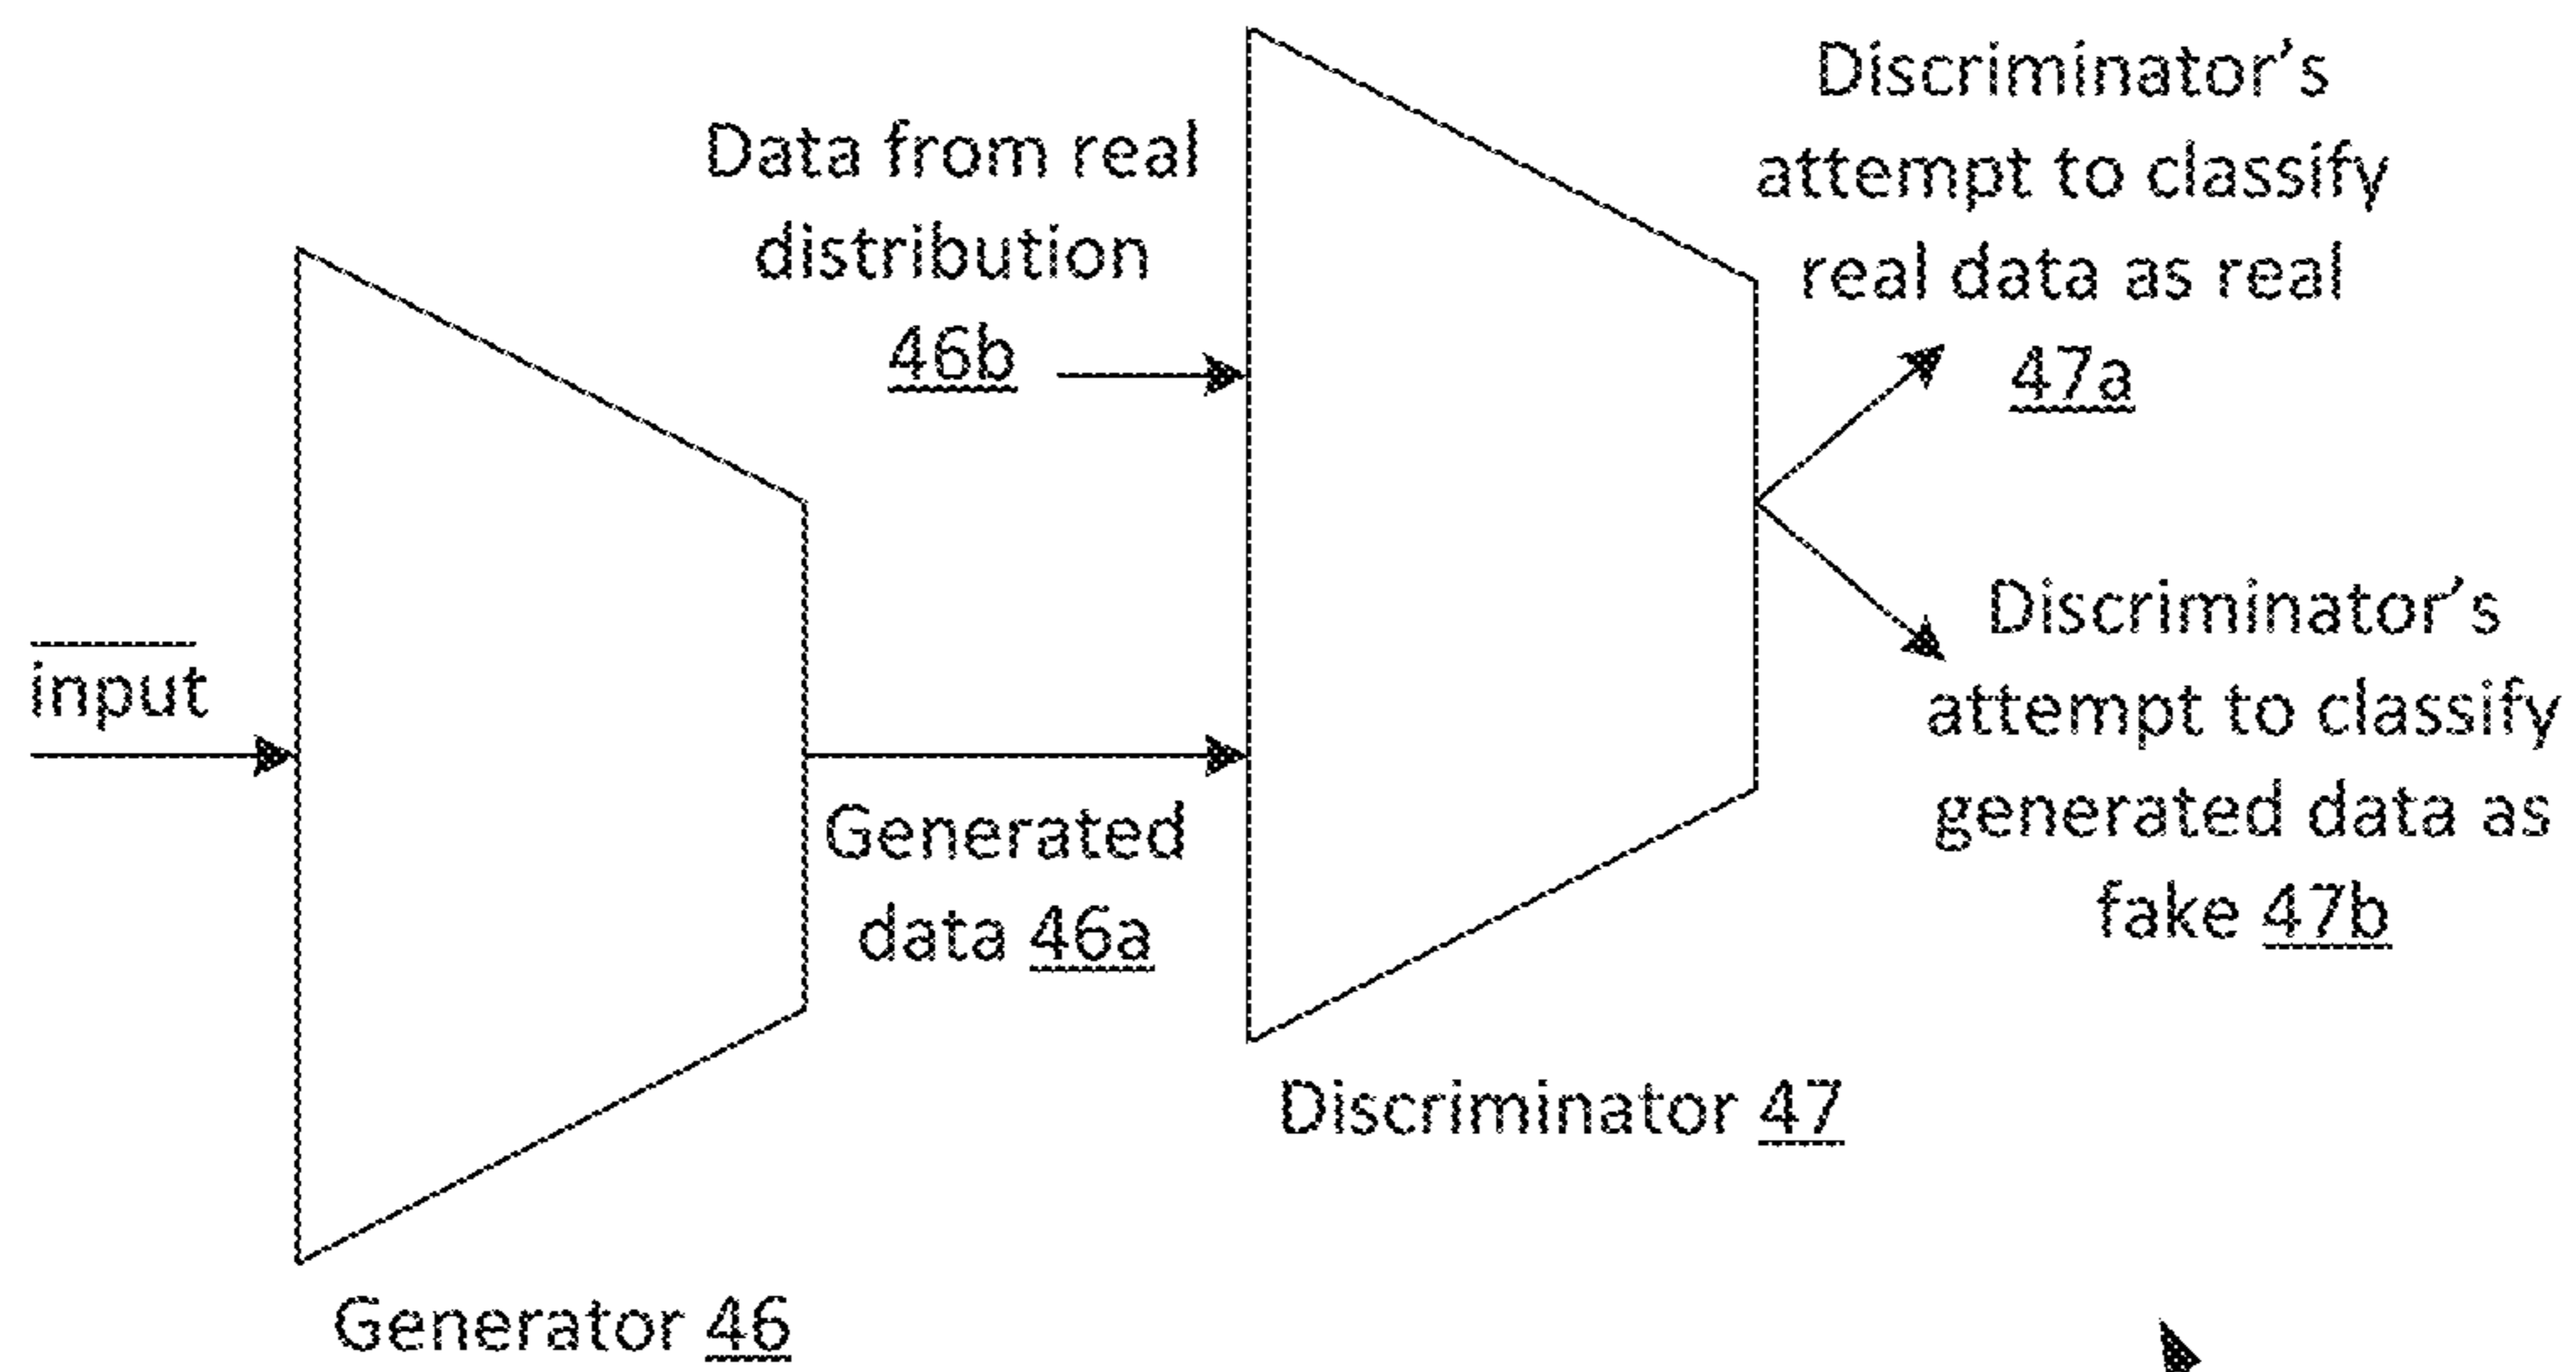 Discriminator's
attempt to classify
real data as real
47a
Data from real
distribution
46b
input
Discriminator's
attempt to classify
generated data as
fake 47b
Generated
data 46a
Discriminator 47
Generator 46